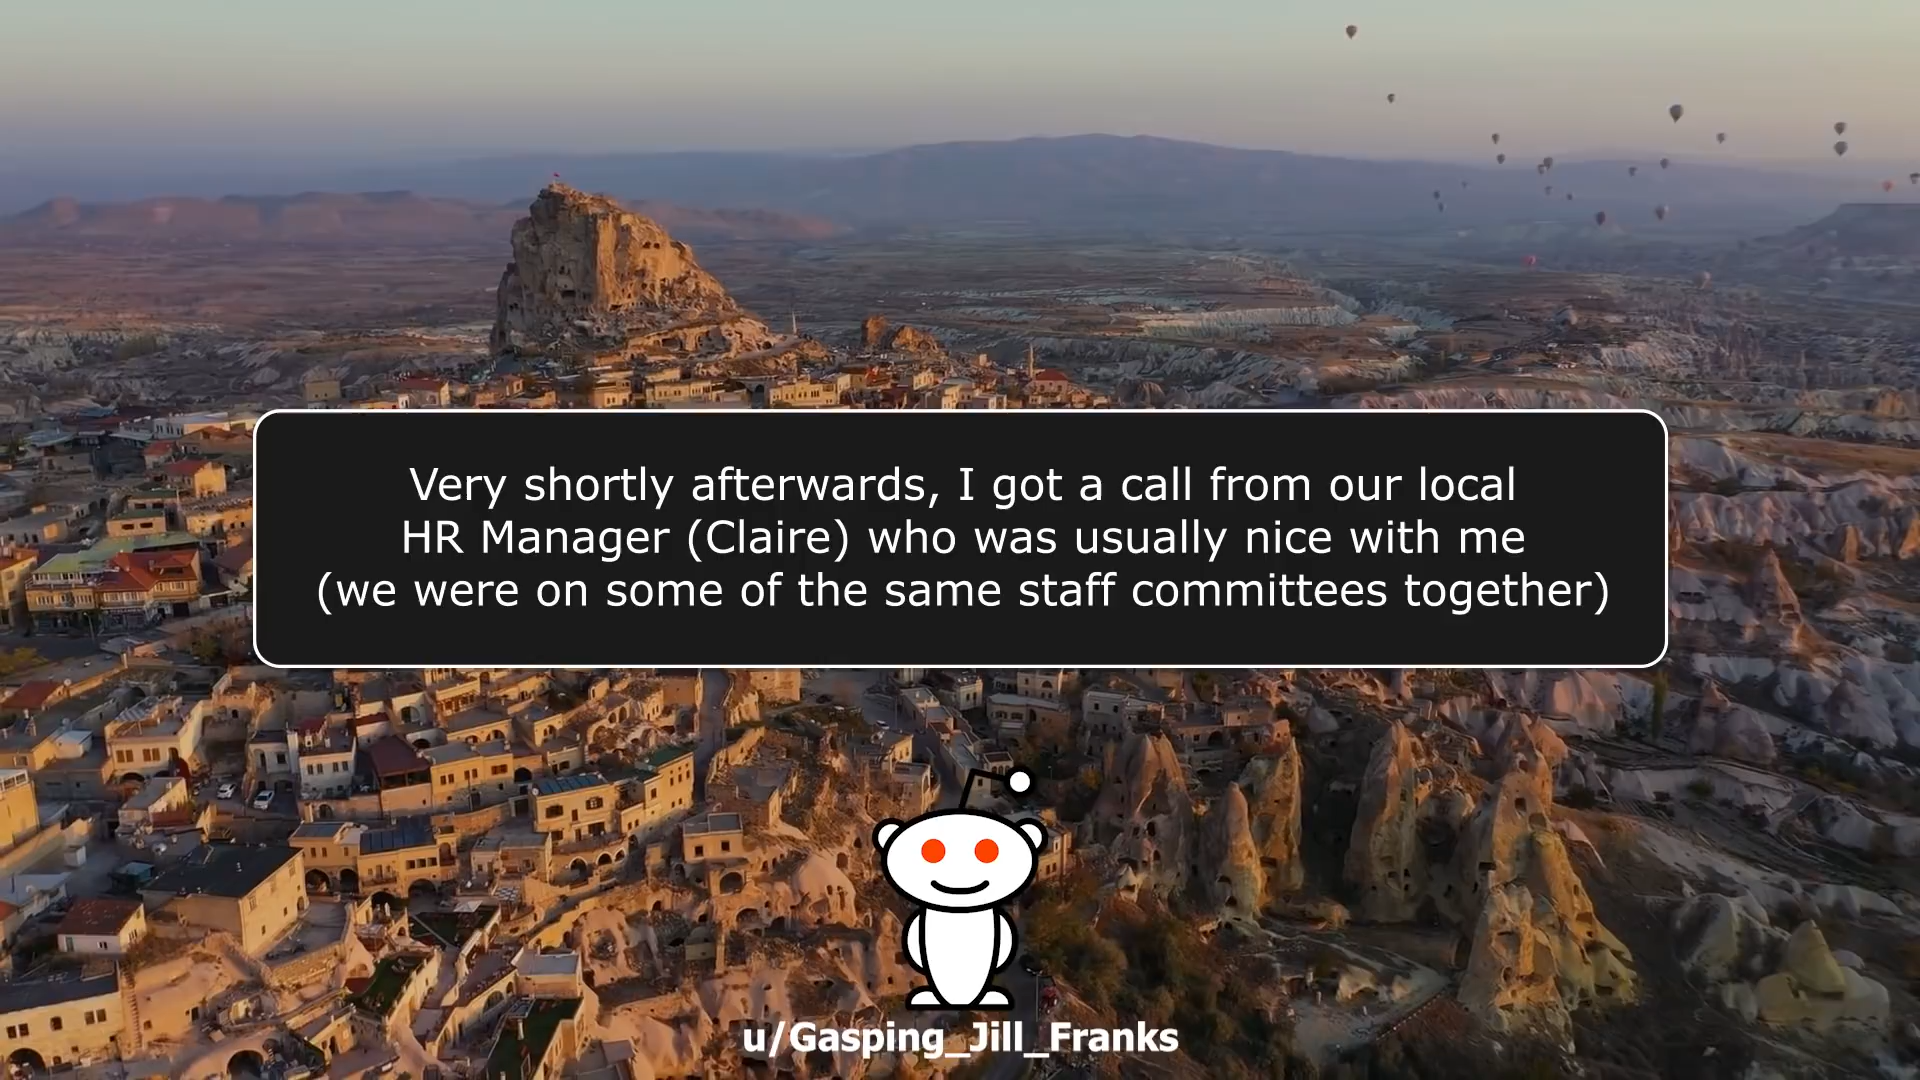 Very shortly afterwards, I got a call from our local
HR Manager (Claire) who was usually nice with me
(we were on some of the same staff committees together)
u/Gasping_Jill_Franks